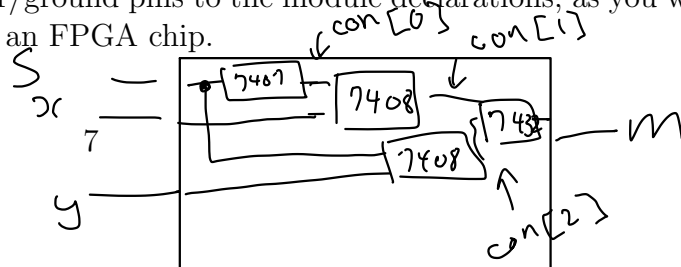 /ground pins to the module declarations, as you w
an FPGA chip.
con[0]
con[1]
S
x
7407
7408
7432
7
7408
m
y
con[2]